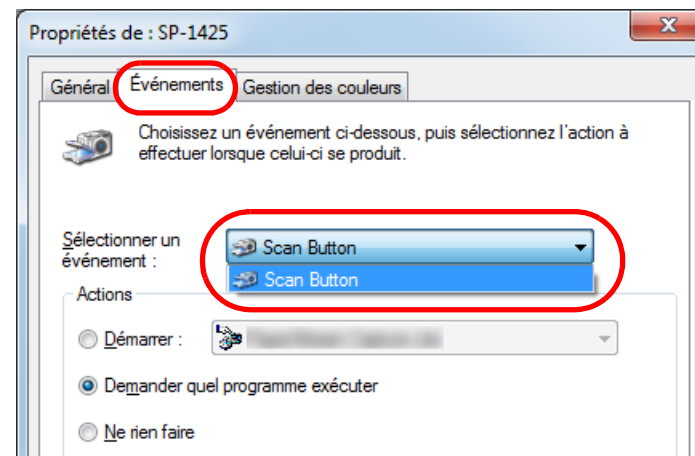 Propriétés de : SP-1425
Général Événements Gestion des couleurs
Choisissez un événement ci-dessous, puis sélectionnez l'action à
effectuer lorsque celui-ci se produit.
Sélectionner un
événement :
Scan Button
Scan Button
Actions
Démarrer :
Demander quel programme exécuter
Ne rien faire